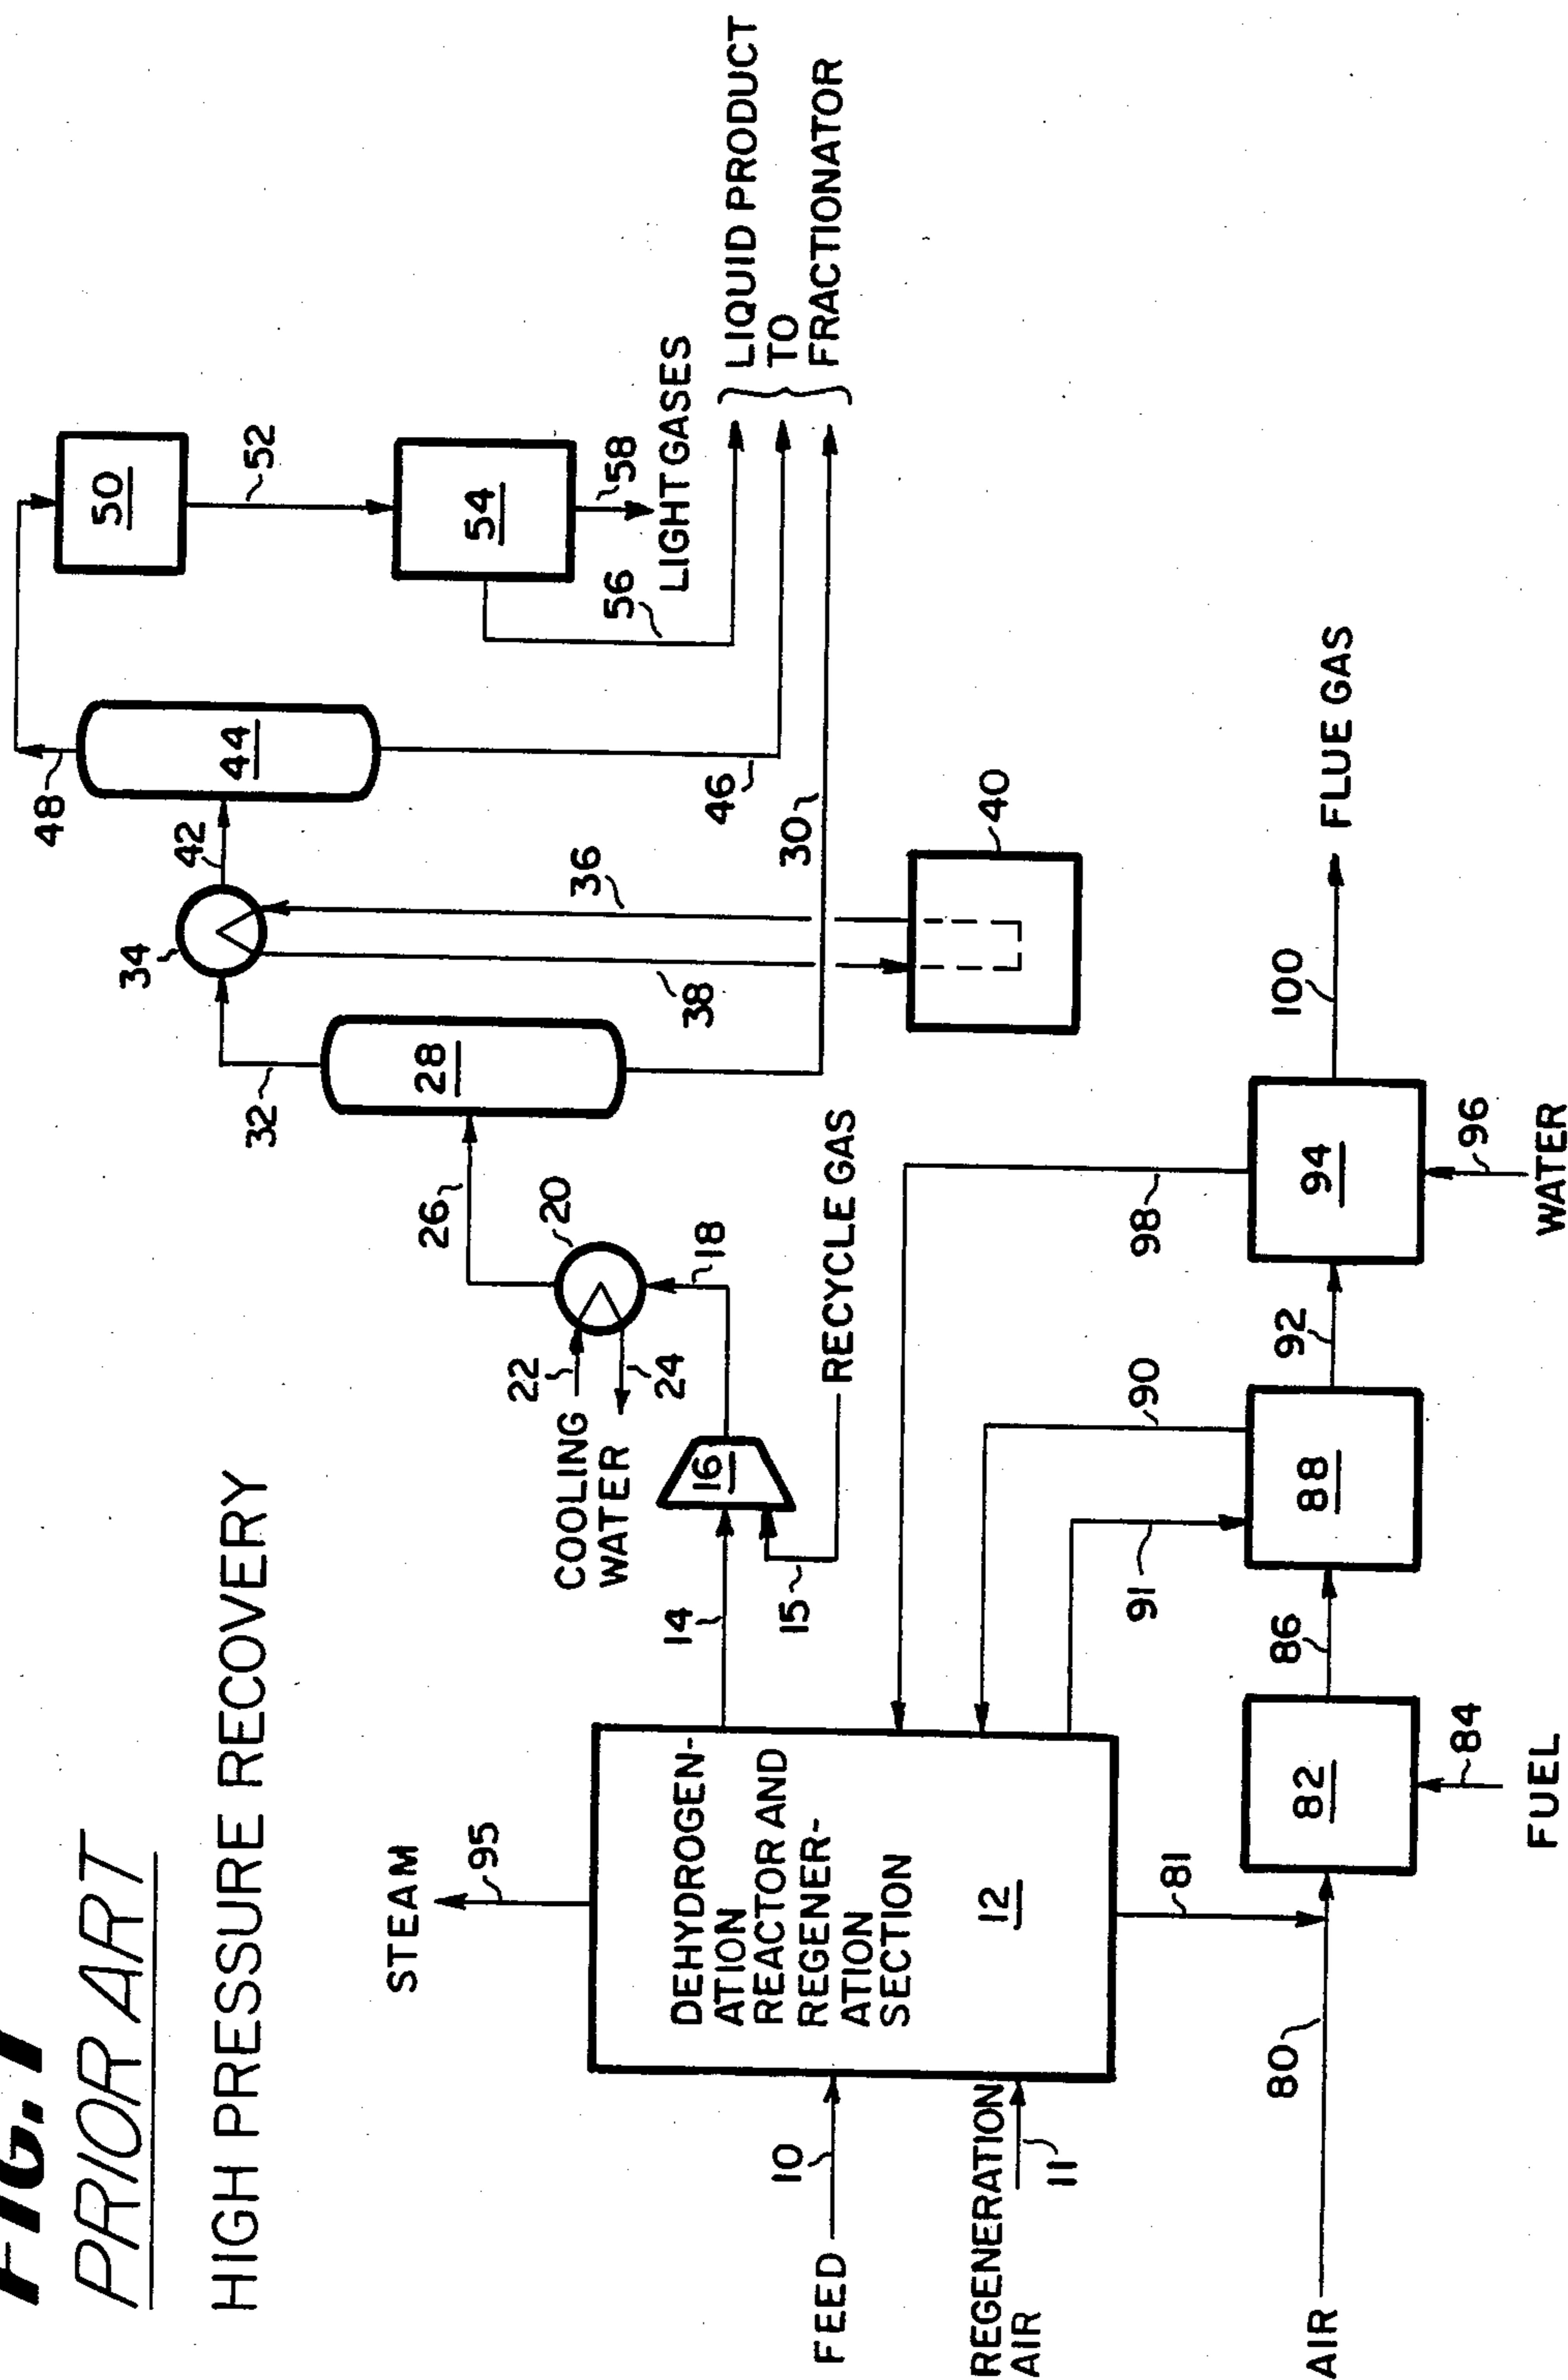 FIG. 1
PRIOR ART
HIGH PRESSURE RECOVERY
STEAM
95
FEED
10
REGENERATION
AIR
11
DEHYDROGEN-
ATION
REACTOR AND
REGENER-
ATION
SECTION
12
14
15
16
RECYCLE GAS
18
20
COOLING
WATER
22
24
26
28
30
32
34
36
38
40
42
44
46
48
50
52
54
56
58
LIGHT GASES
LIQUID PRODUCT
TO
FRACTIONATOR
AIR
80
81
82
84
FUEL
86
88
90
91
92
94
96
WATER
98
100
FLUE GAS